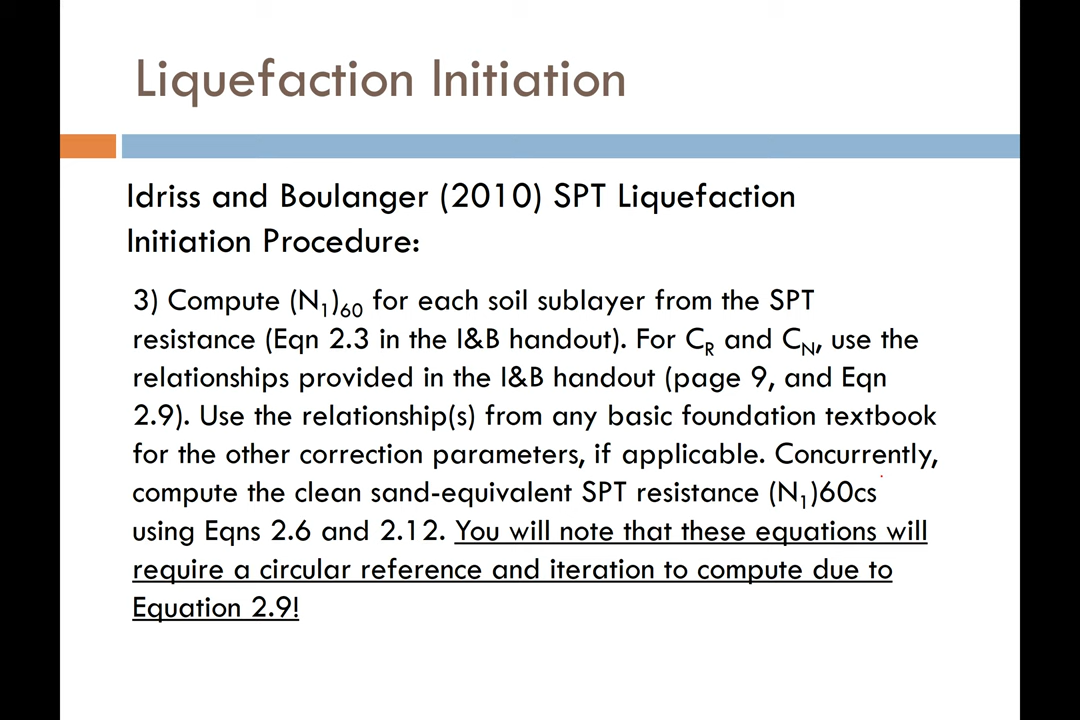 Liquefaction Initiation
Idriss and Boulanger (2010) SPT Liquefaction
Initiation Procedure:
3) Compute (N₁)₆₀ for each soil sublayer from the SPT
resistance (Eqn 2.3 in the I&B handout). For C_R and C_N, use the
relationships provided in the I&B handout (page 9, and Eqn
2.9). Use the relationship(s) from any basic foundation textbook
for the other correction parameters, if applicable. Concurrently,
compute the clean sand-equivalent SPT resistance (N₁)60cs
using Eqns 2.6 and 2.12. You will note that these equations will
require a circular reference and iteration to compute due to
Equation 2.9!